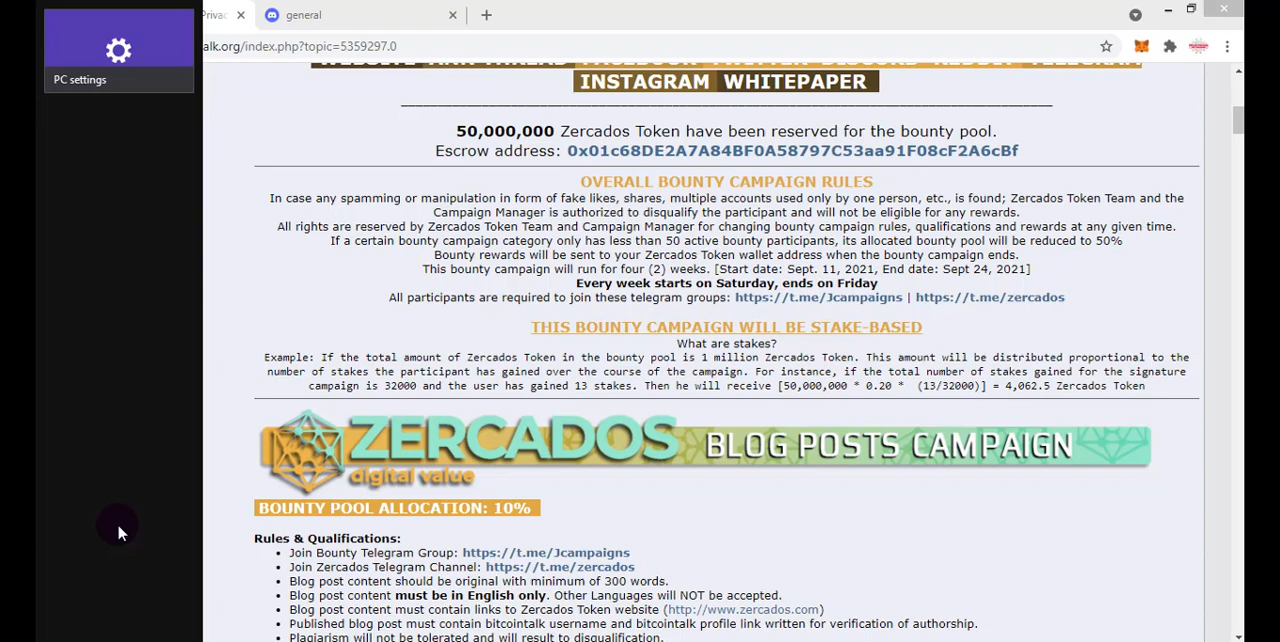 PC settings
Privac
general
alk.org/index.php?topic=5359297.0
INSTAGRAM WHITEPAPER
50,000,000 Zercados Token have been reserved for the bounty pool.
Escrow address: 0x01c68DE2A7A84BF0A58797C53aa91F08cF2A6cBf
OVERALL BOUNTY CAMPAIGN RULES
In case any spamming or manipulation in form of fake likes, shares, multiple accounts used only by one person, etc., is found; Zercados Token Team and the
Campaign Manager is authorized to disqualify the participant and will not be eligible for any rewards.
All rights are reserved by Zercados Token Team and Campaign Manager for changing bounty campaign rules, qualifications and rewards at any given time.
If a certain bounty campaign category only has less than 50 active bounty participants, its allocated bounty pool will be reduced to 50%
Bounty rewards will be sent to your Zercados Token wallet address when the bounty campaign ends.
This bounty campaign will run for four (2) weeks. [Start date: Sept. 11, 2021, End date: Sept 24, 2021]
Every week starts on Saturday, ends on Friday
All participants are required to join these telegram groups: https://t.me/Jcampaigns | https://t.me/zercados
THIS BOUNTY CAMPAIGN WILL BE STAKE-BASED
What are stakes?
Example: If the total amount of Zercados Token in the bounty pool is 1 million Zercados Token. This amount will be distributed proportional to the
number of stakes the participant has gained over the course of the campaign. For instance, if the total number of stakes gained for the signature
campaign is 32000 and the user has gained 13 stakes. Then he will receive [50,000,000 * 0.20 * (13/32000)] = 4,062.5 Zercados Token
ZERCADOS
digital value
BLOG POSTS CAMPAIGN
BOUNTY POOL ALLOCATION: 10%
Rules & Qualifications:
• Join Bounty Telegram Group: https://t.me/Jcampaigns
• Join Zercados Telegram Channel: https://t.me/zercados
• Blog post content should be original with minimum of 300 words.
• Blog post content must be in English only. Other Languages will NOT be accepted.
• Blog post content must contain links to Zercados Token website (http://www.zercados.com)
• Published blog post must contain bitcointalk username and bitcointalk profile link written for verification of authorship.
• Plagiarism will not be tolerated and will result to disqualification.